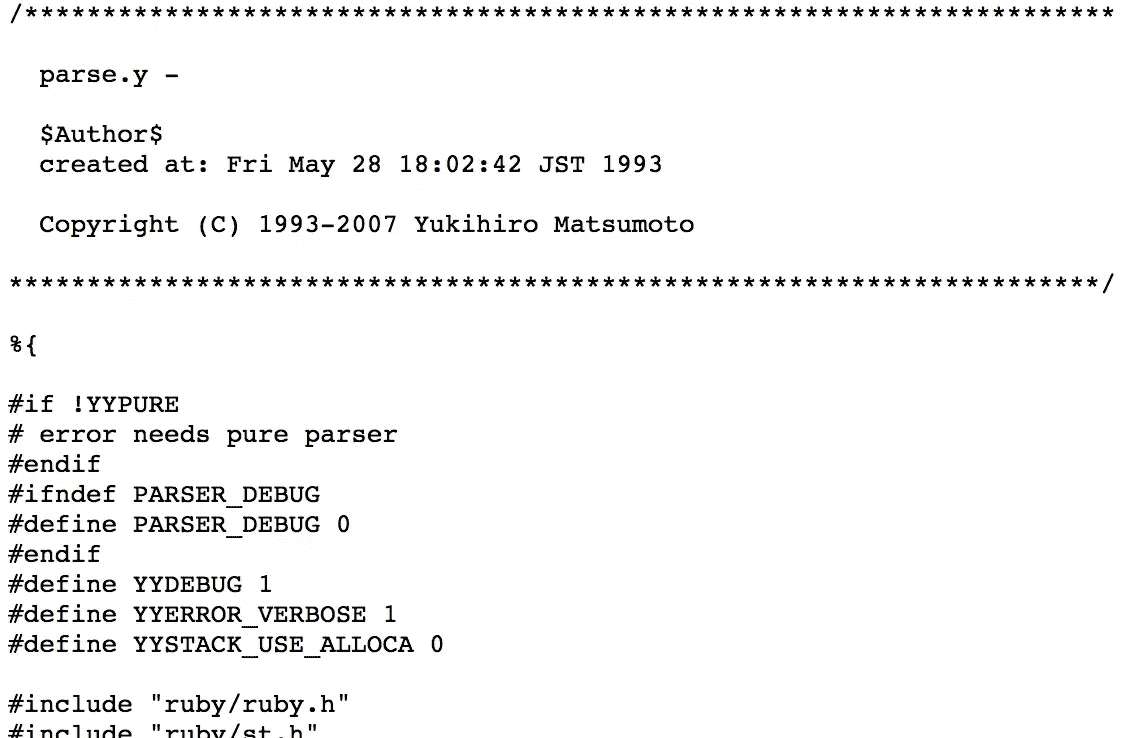 /**********************************************************************
parse.y -
$Author$
created at: Fri May 28 18:02:42 JST 1993
Copyright (C) 1993-2007 Yukihiro Matsumoto
**********************************************************************/
%{
#if !YYPURE
# error needs pure parser
#endif
#ifndef PARSER_DEBUG
#define PARSER_DEBUG 0
#endif
#define YYDEBUG 1
#define YYERROR_VERBOSE 1
#define YYSTACK_USE_ALLOCA 0
#include "ruby/ruby.h"
#include "ruby/st.h"